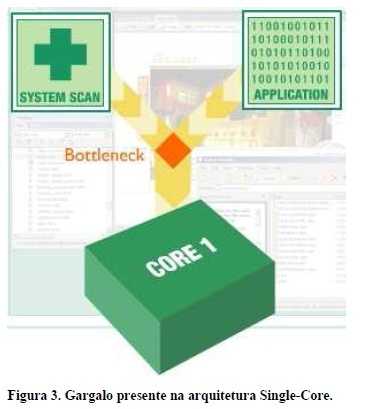 SYSTEM SCAN
11001001011
10100010111
01010110100
10101010010
10010101101
APPLICATION
Bottleneck
CORE 1
Figura 3. Gargalo presente na arquitetura Single-Core.